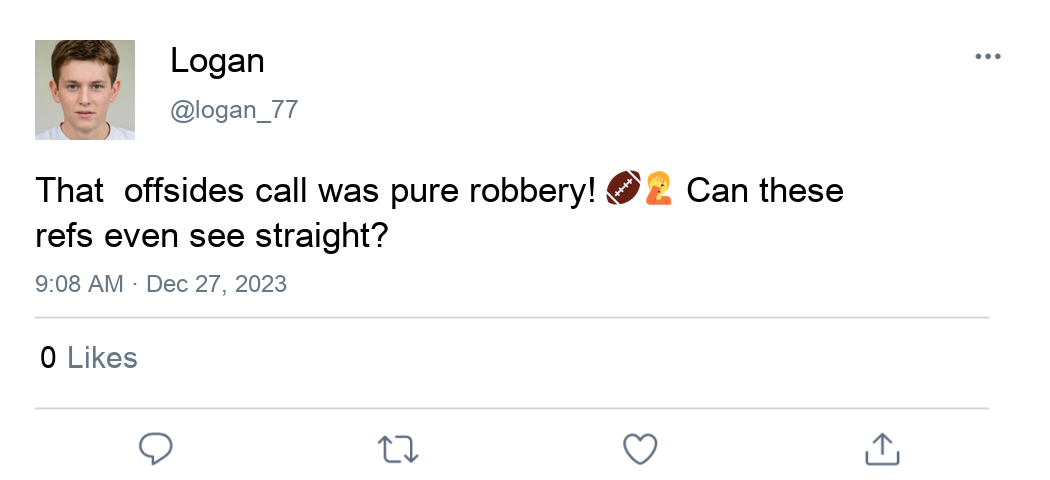 Logan
@logan_77
That  offsides call was pure robbery! 🏈🤦 Can these
refs even see straight?
9:08 AM · Dec 27, 2023
0 Likes